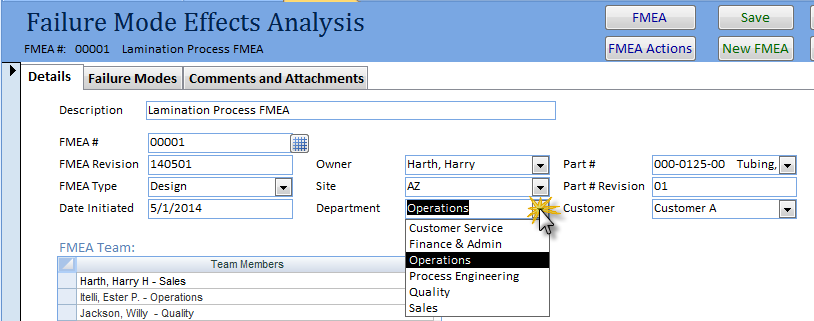 Failure Mode Effects Analysis
FMEA
Save
FMEA #: 00001 Lamination Process FMEA
FMEA Actions
New FMEA
Details
Failure Modes
Comments and Attachments
Description Lamination Process FMEA
FMEA # 00001
FMEA Revision 140501 Owner Harth, Harry Part # 000-0125-00 Tubing,
FMEA Type Design Site AZ Part # Revision 01
Date Initiated 5/1/2014 Department Operations Customer Customer A
Customer Service
Finance & Admin
Operations
Process Engineering
Quality
Sales
FMEA Team:
Team Members
Harth, Harry H - Sales
Itelli, Ester P. - Operations
Jackson, Willy - Quality